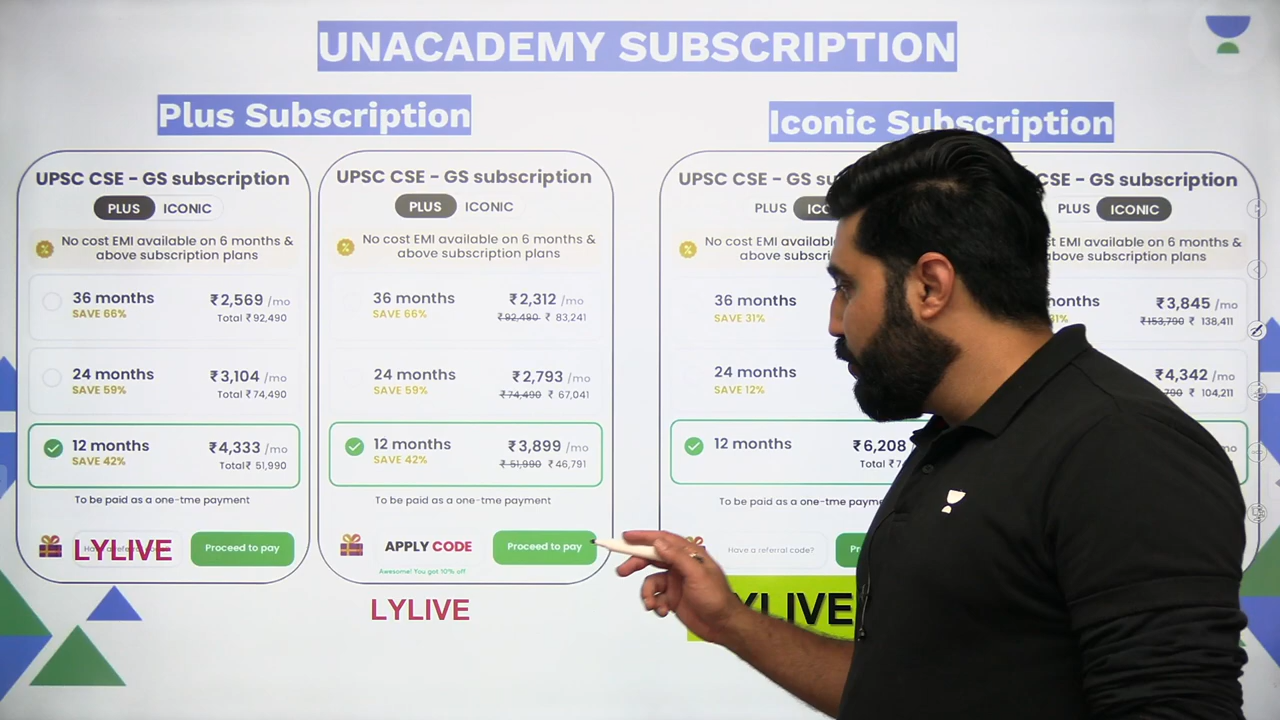 UNACADEMY SUBSCRIPTION
Plus Subscription
Iconic Subscription
UPSC CSE - GS subscription
PLUS ICONIC
No cost EMI available on 6 months &
above subscription plans
36 months ₹2,569 /mo
SAVE 66% Total ₹92,490
24 months ₹3,104 /mo
SAVE 59% Total ₹74,490
12 months ₹4,333 /mo
SAVE 42% Total₹ 51,990
To be paid as a one-tme payment
LYLIVE Proceed to pay
UPSC CSE - GS subscription
PLUS ICONIC
No cost EMI available on 6 months &
above subscription plans
36 months ₹2,312 /mo
SAVE 66% ₹92,480 ₹ 83,241
24 months ₹2,793 /mo
SAVE 59% ₹74,490 ₹ 67,041
12 months ₹3,899 /mo
SAVE 42% ₹ 51,990 ₹46,791
To be paid as a one-tme payment
APPLY CODE Proceed to pay
Awesome! You got 10% off
LYLIVE
UPSC CSE - GS
PLUS
No cost EMI
above subscrip
36 months
SAVE 31%
24 months
SAVE 12%
12 months ₹6,208
Total
To be paid as a one-tme payme
Have a referral code?
YLIVE
CSE - GS subscription
PLUS ICONIC
available on 6 months &
subscription plans
months ₹3,845 /mo
₹153,790 ₹ 138,411
₹4,342 /mo
790 ₹ 104,211